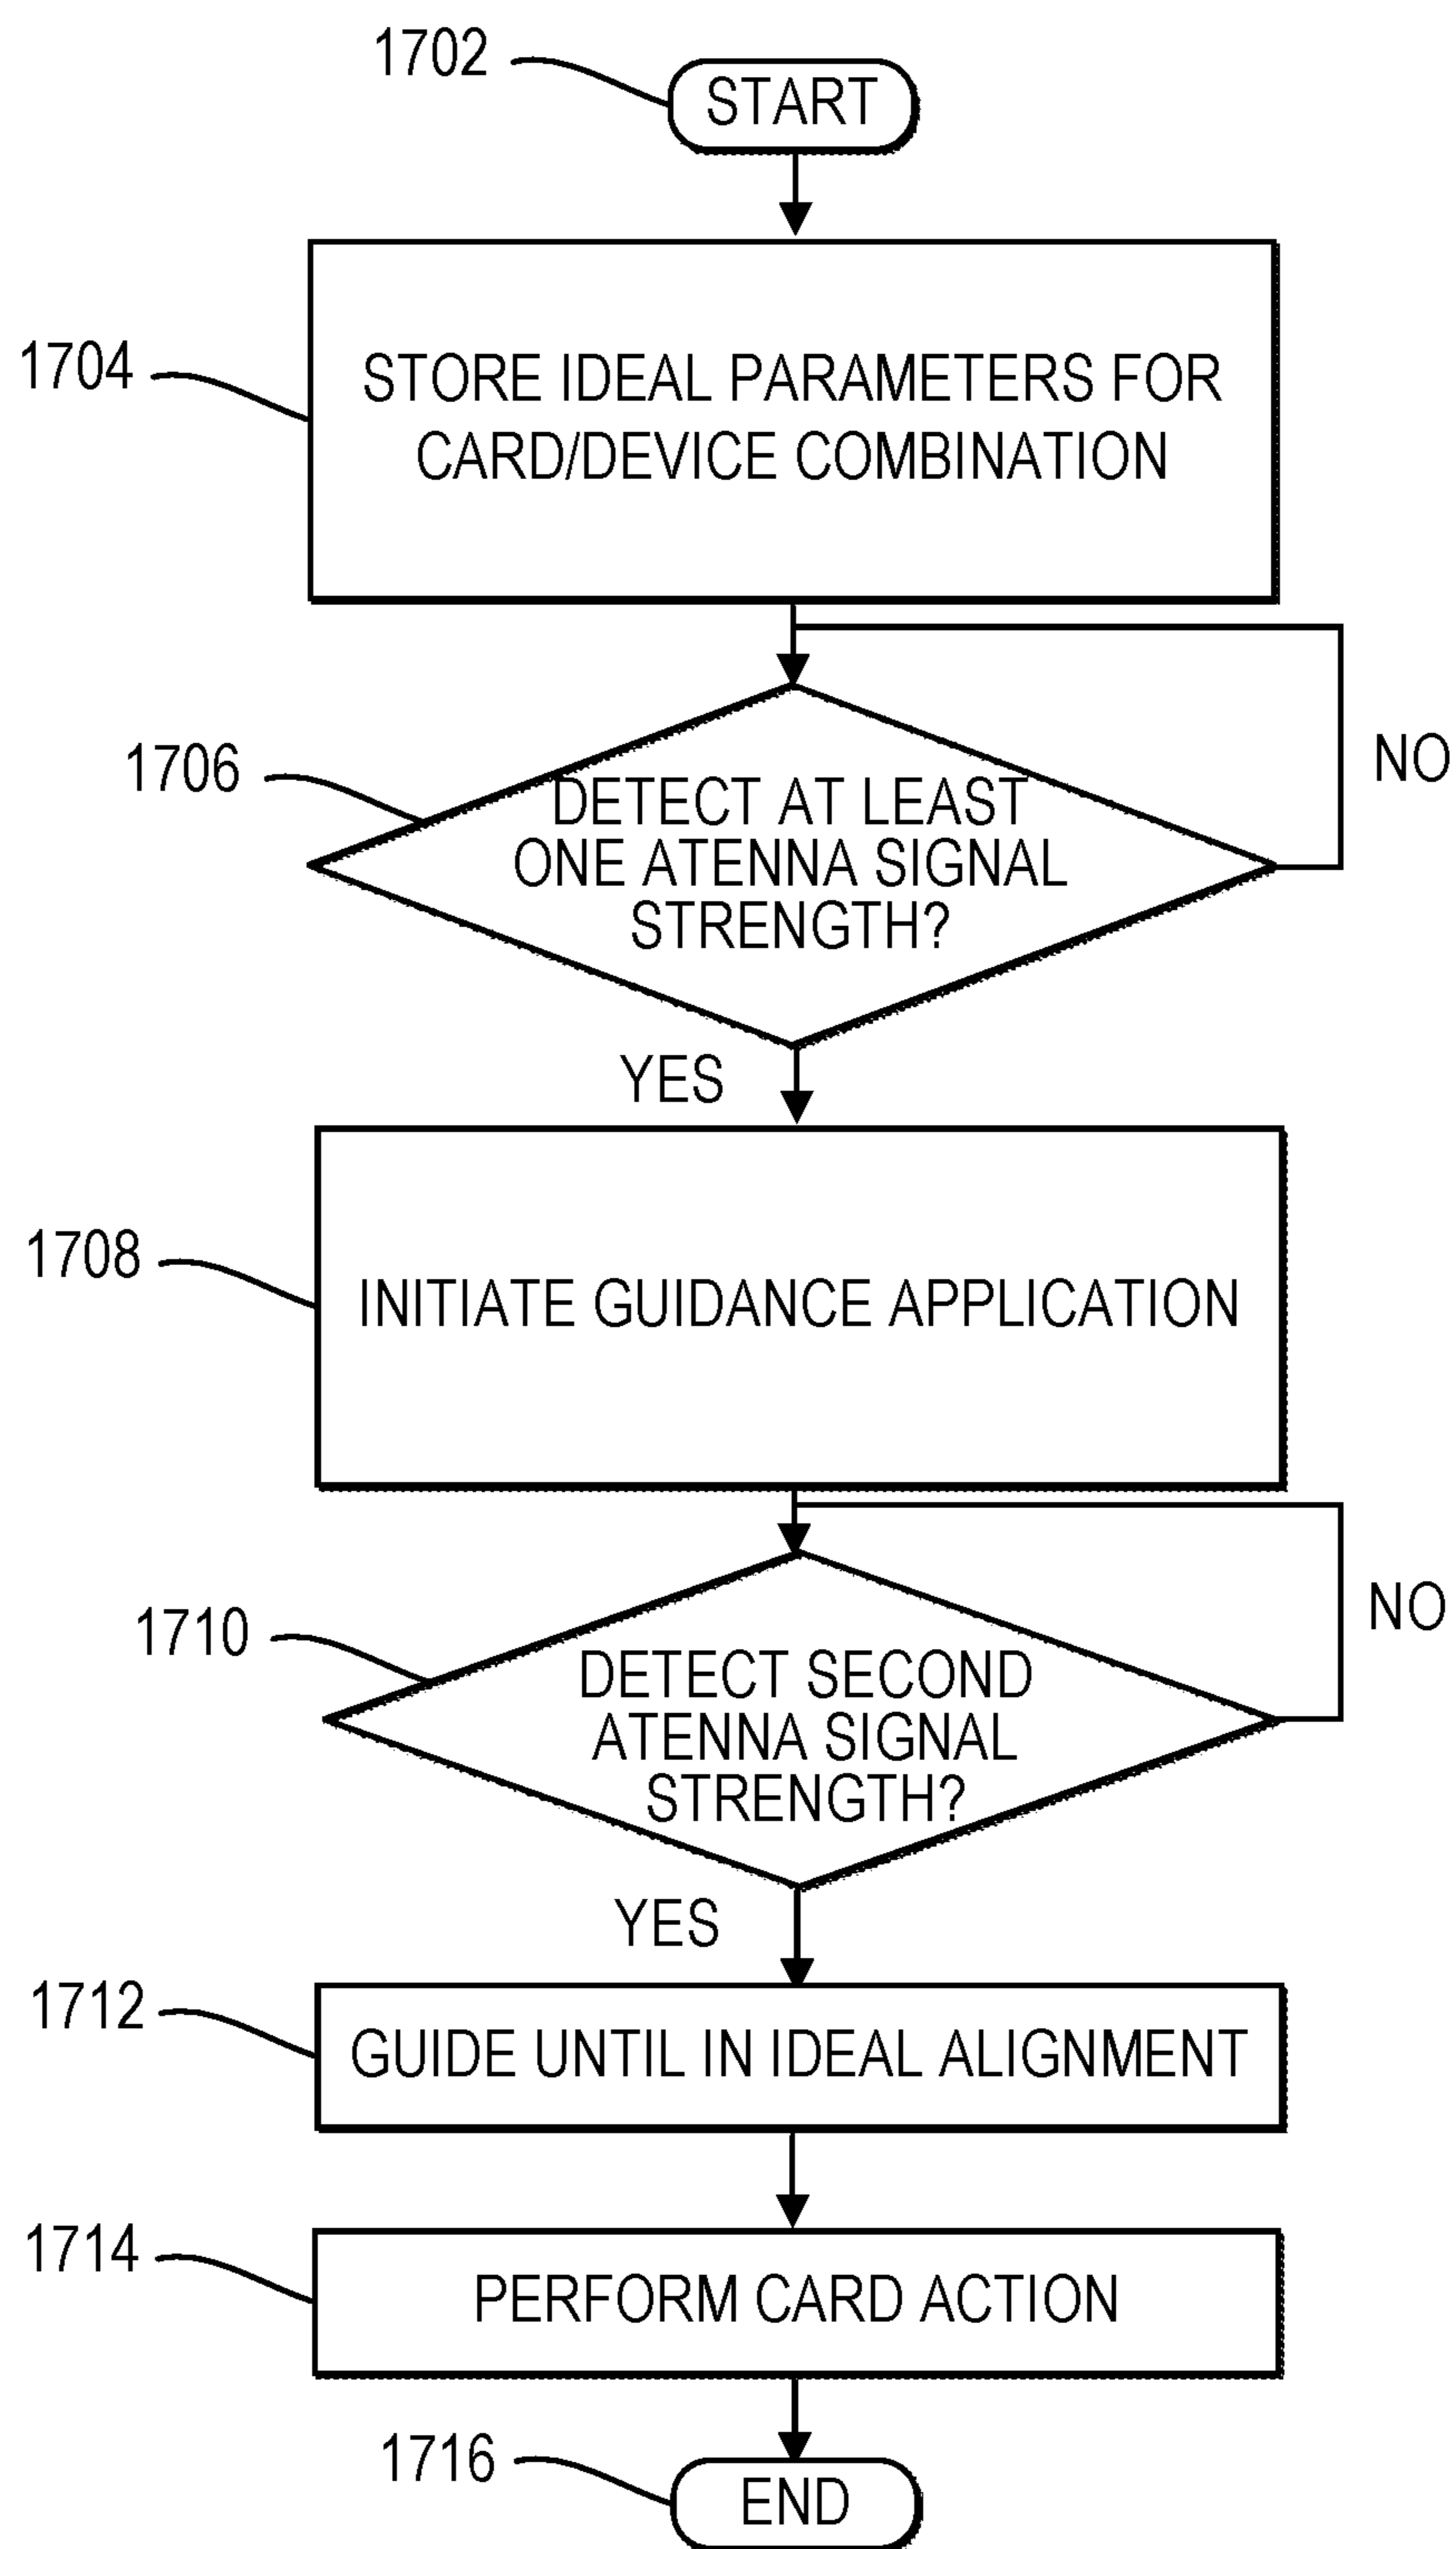 1702
START
1704
STORE IDEAL PARAMETERS FOR
CARD/DEVICE COMBINATION
1706
DETECT AT LEAST
ONE ATENNA SIGNAL
STRENGTH?
NO
YES
1708
INITIATE GUIDANCE APPLICATION
1710
DETECT SECOND
ATENNA SIGNAL
STRENGTH?
NO
YES
1712
GUIDE UNTIL IN IDEAL ALIGNMENT
1714
PERFORM CARD ACTION
1716
END